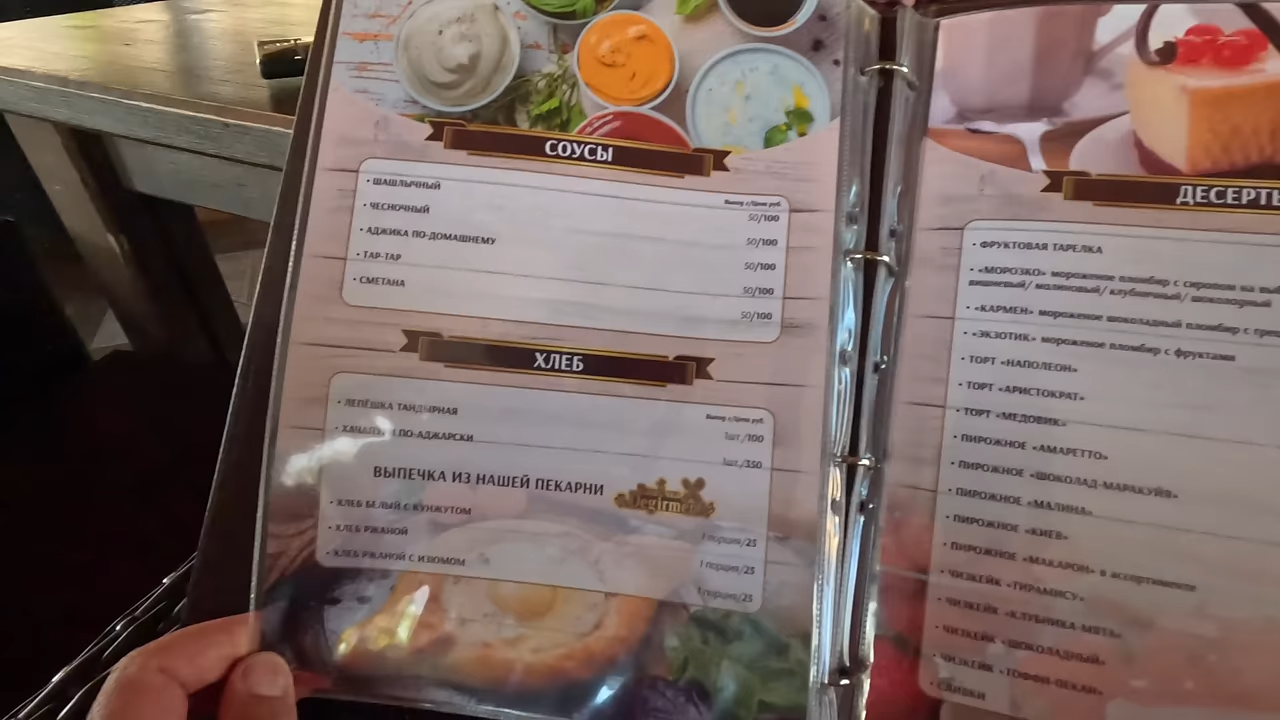 СОУСЫ
Выход г/Цена руб.
• ШАШЛЫЧНЫЙ 50/100
• ЧЕСНОЧНЫЙ 50/100
• АДЖИКА ПО-ДОМАШНЕМУ 50/100
• ТАР-ТАР 50/100
• СМЕТАНА 50/100
ХЛЕБ
Выход г/Цена руб.
• ЛЕПЁШКА ТАНДЫРНАЯ 1шт./100
• ХАЧАПУРИ ПО-АДЖАРСКИ 1шт./350
ВЫПЕЧКА ИЗ НАШЕЙ ПЕКАРНИ
Degirmen
• ХЛЕБ БЕЛЫЙ С КУНЖУТОМ 1 порция/25
• ХЛЕБ РЖАНОЙ 1 порция/25
• ХЛЕБ РЖАНОЙ С ИЗЮМОМ 1 порция/25
ДЕСЕРТЫ
• ФРУКТОВАЯ ТАРЕЛКА
• «МОРОЗКО» мороженое пломбир с сиропом на
вишневый/ малиновый/ клубничный/ шоколадный
• «КАРМЕН» мороженое шоколадный пломбир с
• «ЭКЗОТИК» мороженое пломбир с фруктами
• ТОРТ «НАПОЛЕОН»
• ТОРТ «АРИСТОКРАТ»
• ТОРТ «МЕДОВИК»
• ПИРОЖНОЕ «АМАРЕТТО»
• ПИРОЖНОЕ «ШОКОЛАД-МАРАКУЙЯ»
• ПИРОЖНОЕ «МАЛИНА»
• ПИРОЖНОЕ «КИЕВ»
• ПИРОЖНОЕ «МАКАРОН» в ассортименте
• ЧИЗКЕЙК «ТИРАМИСУ»
• ЧИЗКЕЙК «КЛУБНИКА-МЯТА»
• ЧИЗКЕЙК «ШОКОЛАДНЫЙ»
• ЧИЗКЕЙК «ТОФФИ-ПЕКАН»
• СЛИВКИ